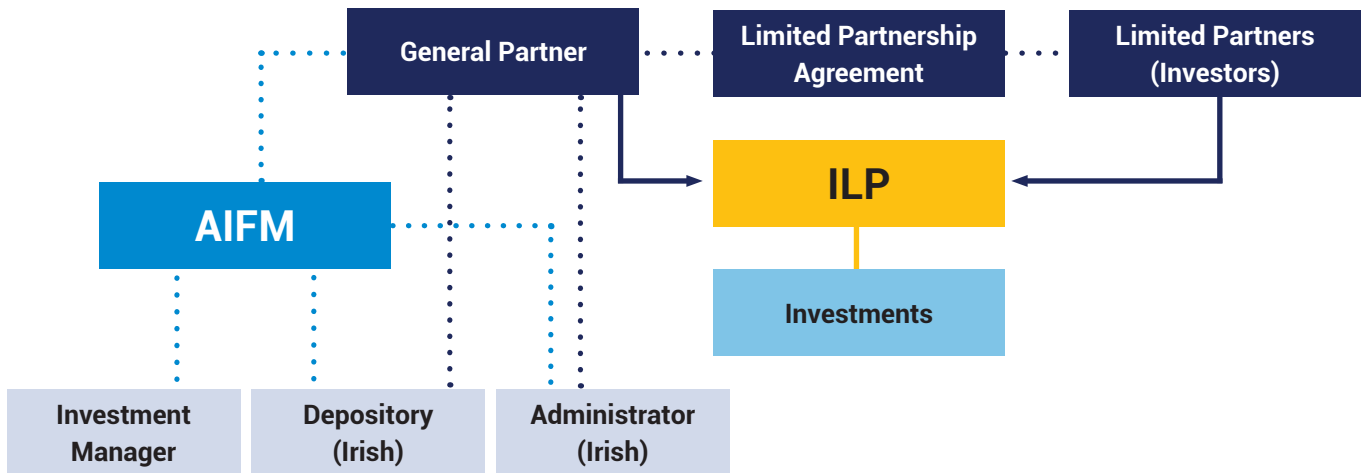 General Partner
Limited Partnership
Agreement
Limited Partners
(Investors)
ILP
AIFM
Investments
Investment
Manager
Depository
(Irish)
Administrator
(Irish)